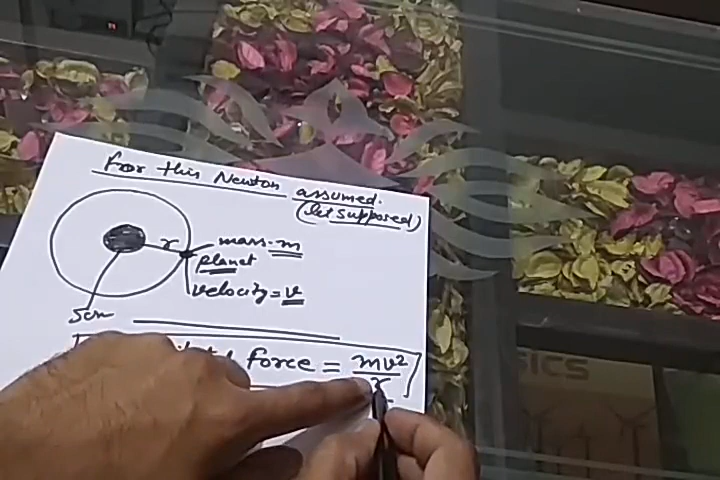 For this Newton assumed.
(let supposed)
r
mass = m
planet
velocity = v
Sun
Force = mv²/r
SICS